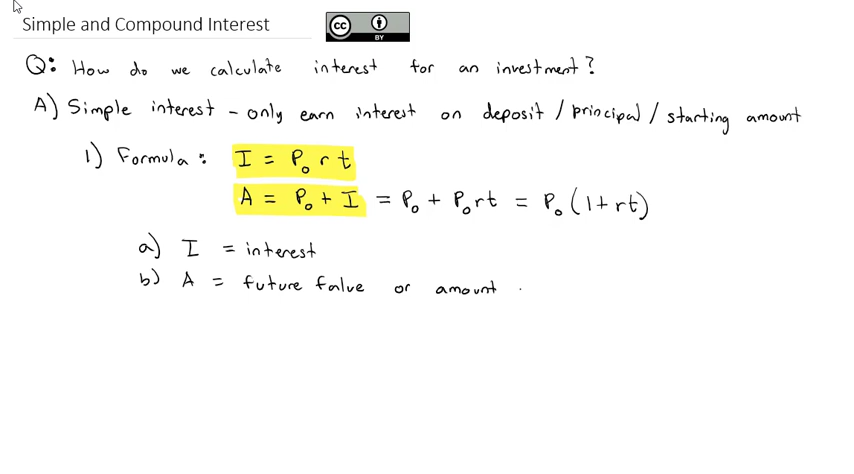 Simple and Compound Interest
cc BY
Q: How do we calculate interest for an investment?
A) Simple interest - only earn interest on deposit / principal / starting amount
1) Formula: I = P₀ r t
A = P₀ + I = P₀ + P₀rt = P₀ (1 + rt)
a) I = interest
b) A = future falue or amount